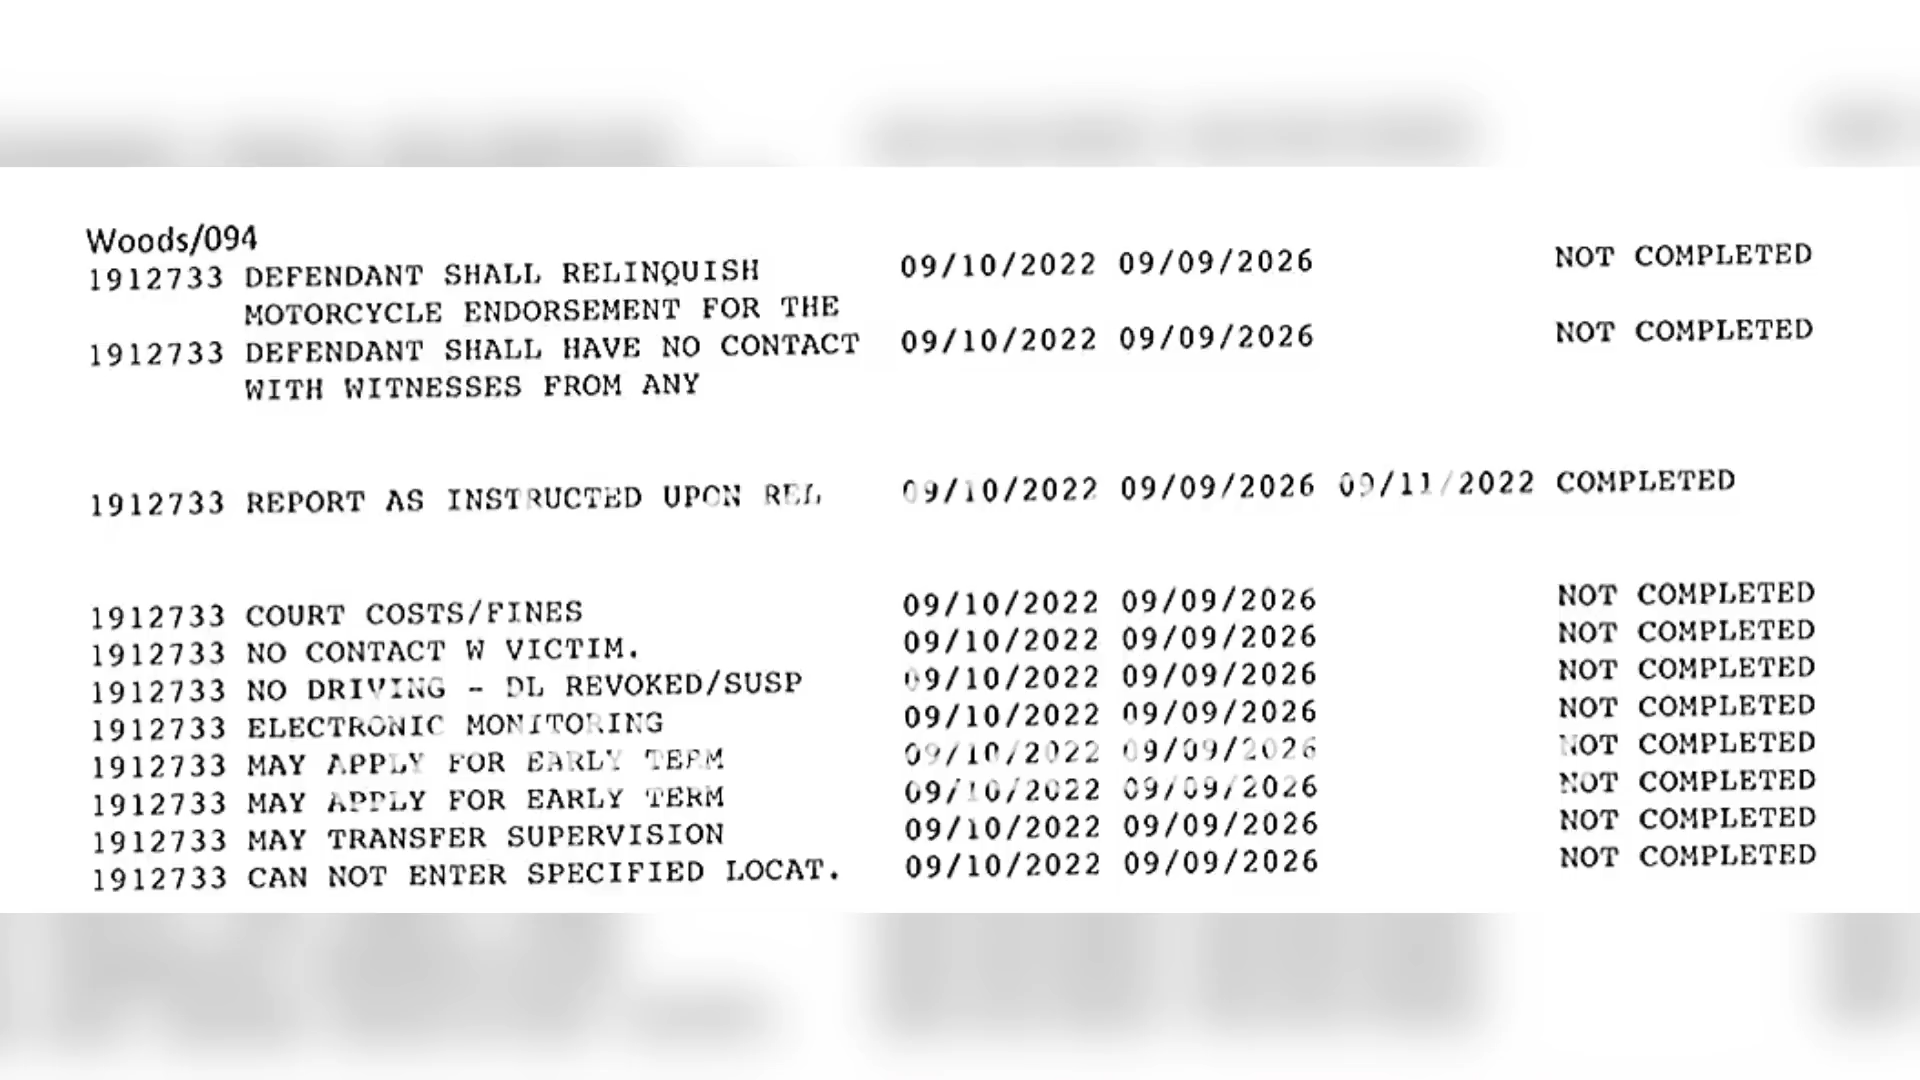 Woods/094
1912733 DEFENDANT SHALL RELINQUISH 09/10/2022 09/09/2026 NOT COMPLETED
MOTORCYCLE ENDORSEMENT FOR THE
1912733 DEFENDANT SHALL HAVE NO CONTACT 09/10/2022 09/09/2026 NOT COMPLETED
WITH WITNESSES FROM ANY
1912733 REPORT AS INSTRUCTED UPON REL 09/10/2022 09/09/2026 09/11/2022 COMPLETED
1912733 COURT COSTS/FINES 09/10/2022 09/09/2026 NOT COMPLETED
1912733 NO CONTACT W VICTIM. 09/10/2022 09/09/2026 NOT COMPLETED
1912733 NO DRIVING - DL REVOKED/SUSP 09/10/2022 09/09/2026 NOT COMPLETED
1912733 ELECTRONIC MONITORING 09/10/2022 09/09/2026 NOT COMPLETED
1912733 MAY APPLY FOR EARLY TERM 09/10/2022 09/09/2026 NOT COMPLETED
1912733 MAY APPLY FOR EARLY TERM 09/10/2022 09/09/2026 NOT COMPLETED
1912733 MAY TRANSFER SUPERVISION 09/10/2022 09/09/2026 NOT COMPLETED
1912733 CAN NOT ENTER SPECIFIED LOCAT. 09/10/2022 09/09/2026 NOT COMPLETED